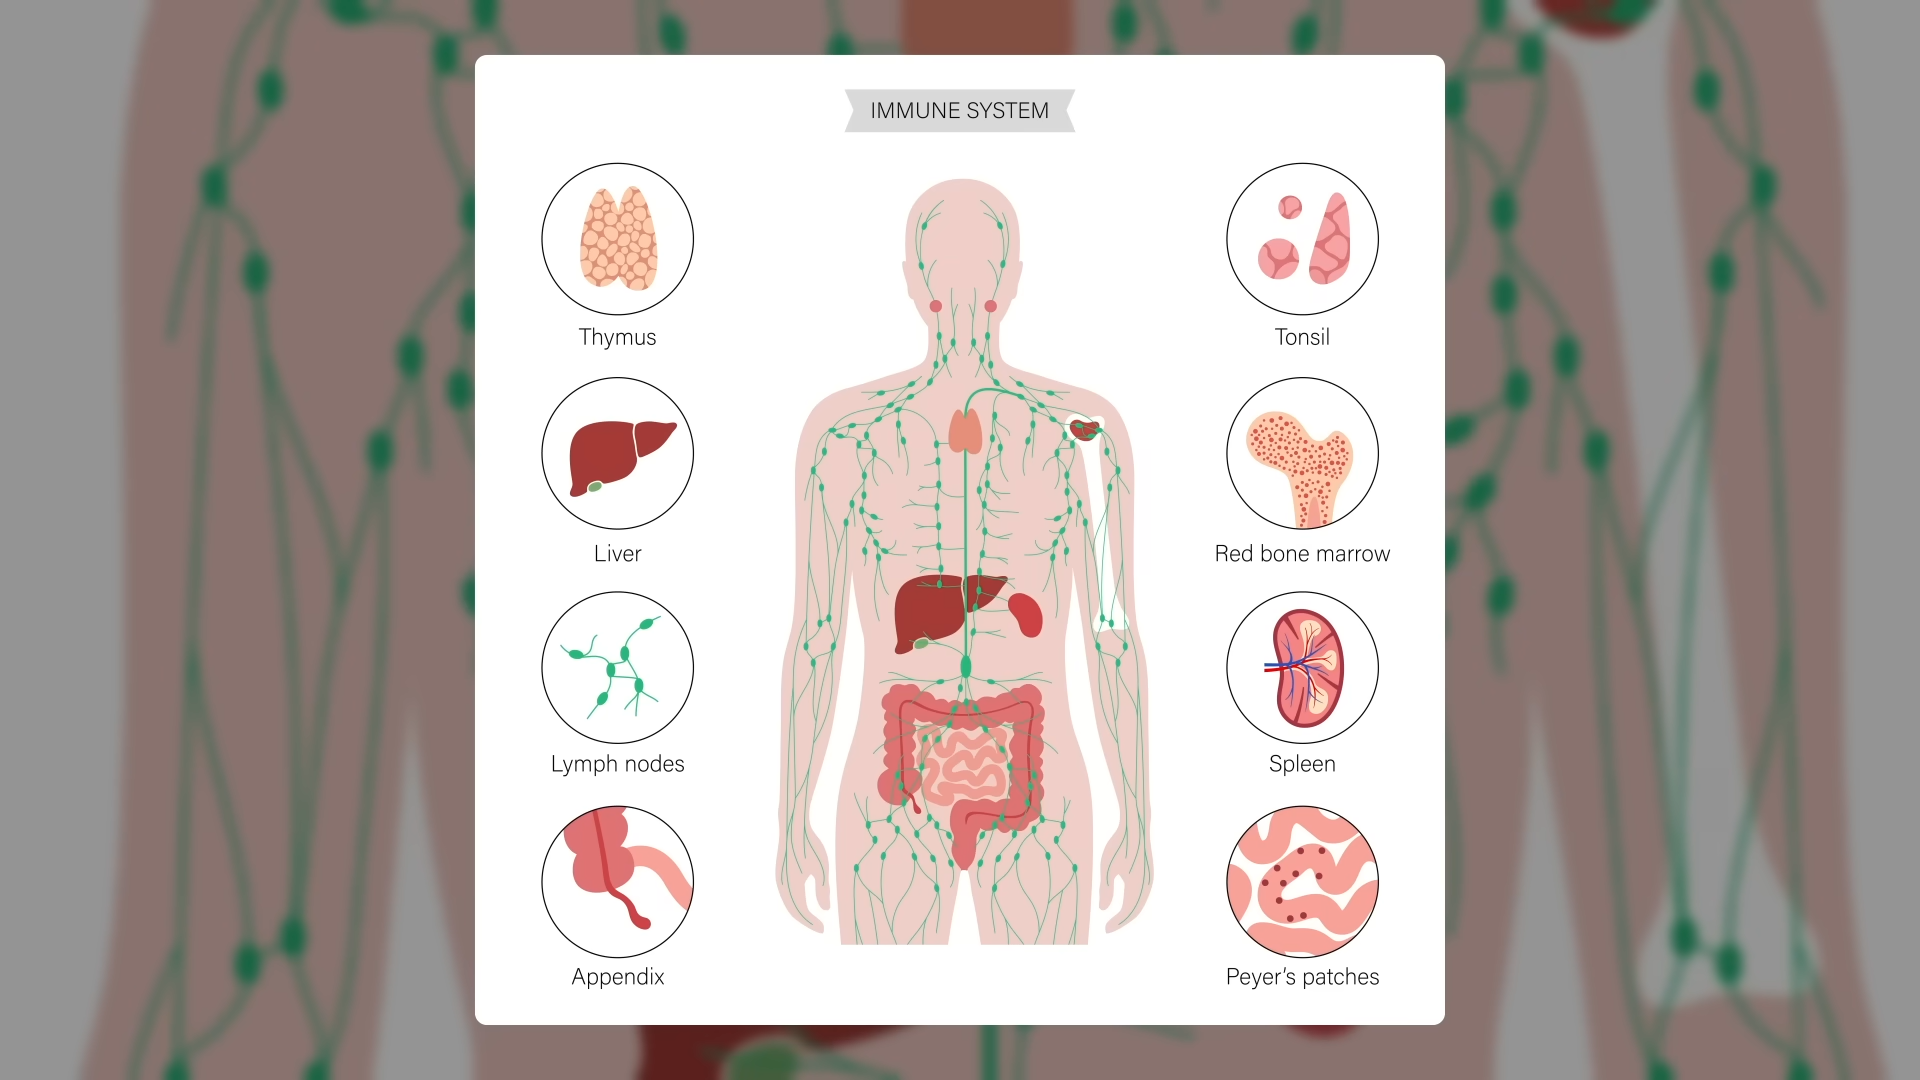 IMMUNE SYSTEM
Thymus
Tonsil
Liver
Red bone marrow
Lymph nodes
Spleen
Appendix
Peyer’s patches